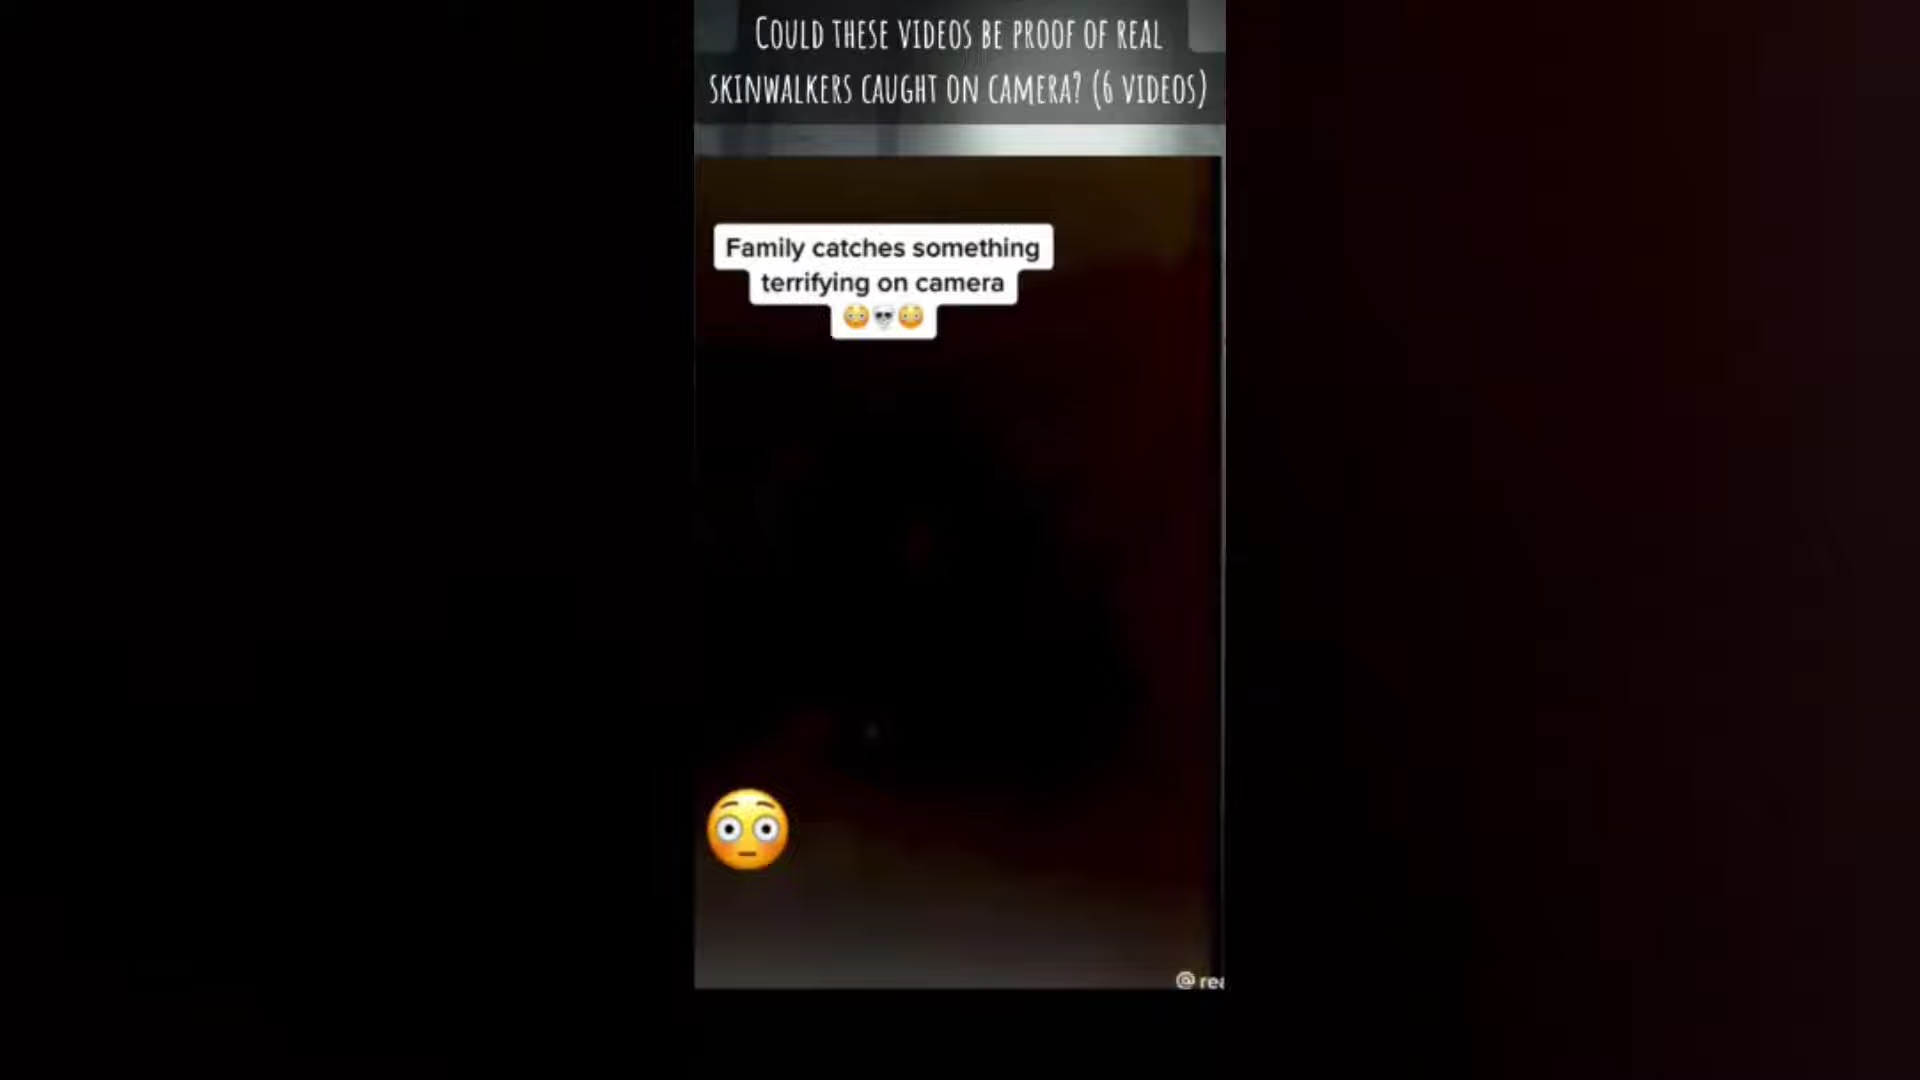 COULD THESE VIDEOS BE PROOF OF REAL
SKINWALKERS CAUGHT ON CAMERA? (6 VIDEOS)
Family catches something
terrifying on camera
😳💀😳
😳
@rea